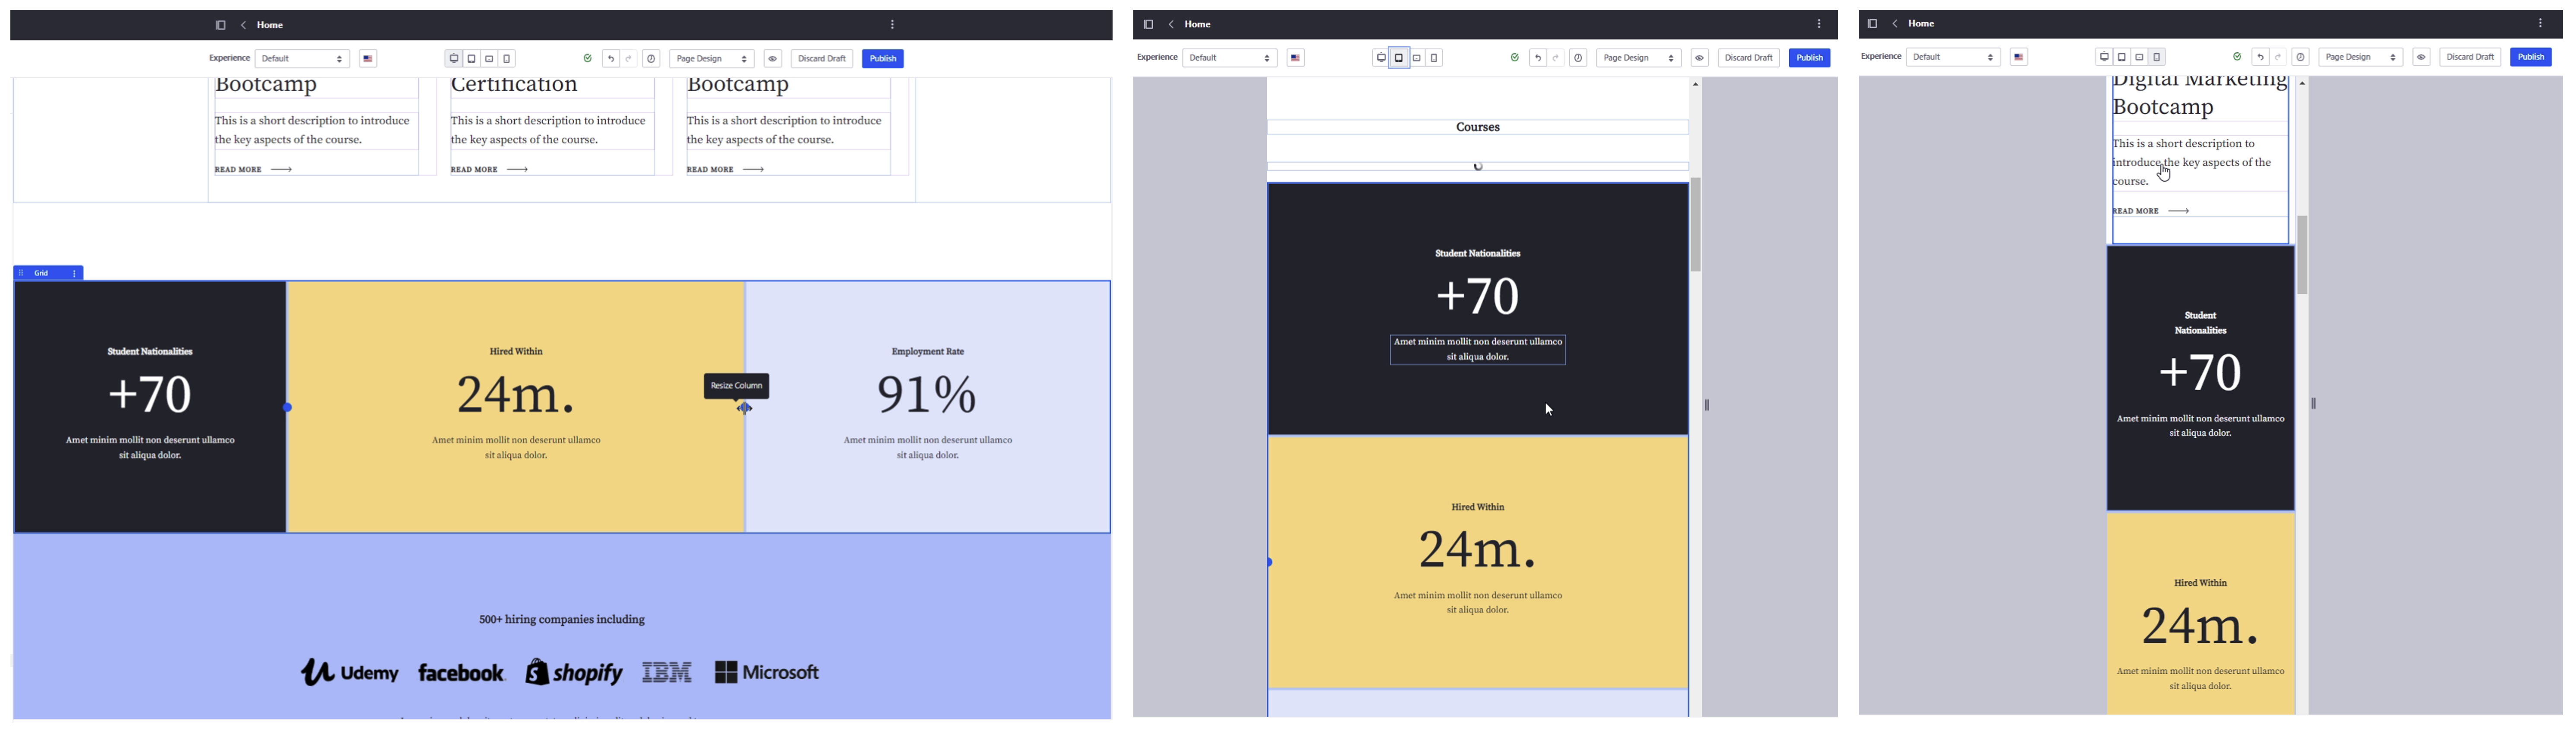 Home
Experience Default Page Design Discard Draft Publish
Bootcamp Certification Bootcamp
This is a short description to introduce
the key aspects of the course.
READ MORE
This is a short description to introduce
the key aspects of the course.
READ MORE
This is a short description to introduce
the key aspects of the course.
READ MORE
Grid
Student Nationalities
+70
Amet minim mollit non deserunt ullamco
sit aliqua dolor.
Hired Within
24m.
Amet minim mollit non deserunt ullamco
sit aliqua dolor.
Resize Column
Employment Rate
91%
Amet minim mollit non deserunt ullamco
sit aliqua dolor.
500+ hiring companies including
Udemy facebook shopify IBM Microsoft
Home
Experience Default Page Design Discard Draft Publish
Courses
Student Nationalities
+70
Amet minim mollit non deserunt ullamco
sit aliqua dolor.
Hired Within
24m.
Amet minim mollit non deserunt ullamco
sit aliqua dolor.
Home
Experience Default Page Design Discard Draft Publish
Digital Marketing
Bootcamp
This is a short description to
introduce the key aspects of the
course.
READ MORE
Student
Nationalities
+70
Amet minim mollit non deserunt ullamco
sit aliqua dolor.
Hired Within
24m.
Amet minim mollit non deserunt ullamco
sit aliqua dolor.